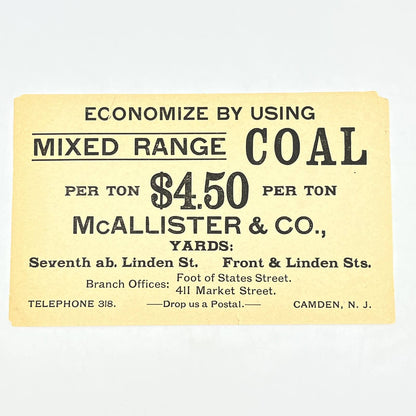 ECONOMIZE BY USING
MIXED RANGE COAL
PER TON $4.50 PER TON
McALLISTER & CO.,
YARDS:
Seventh ab. Linden St. Front & Linden Sts.
Branch Offices: Foot of States Street.
411 Market Street.
TELEPHONE 318. —Drop us a Postal.— CAMDEN, N. J.